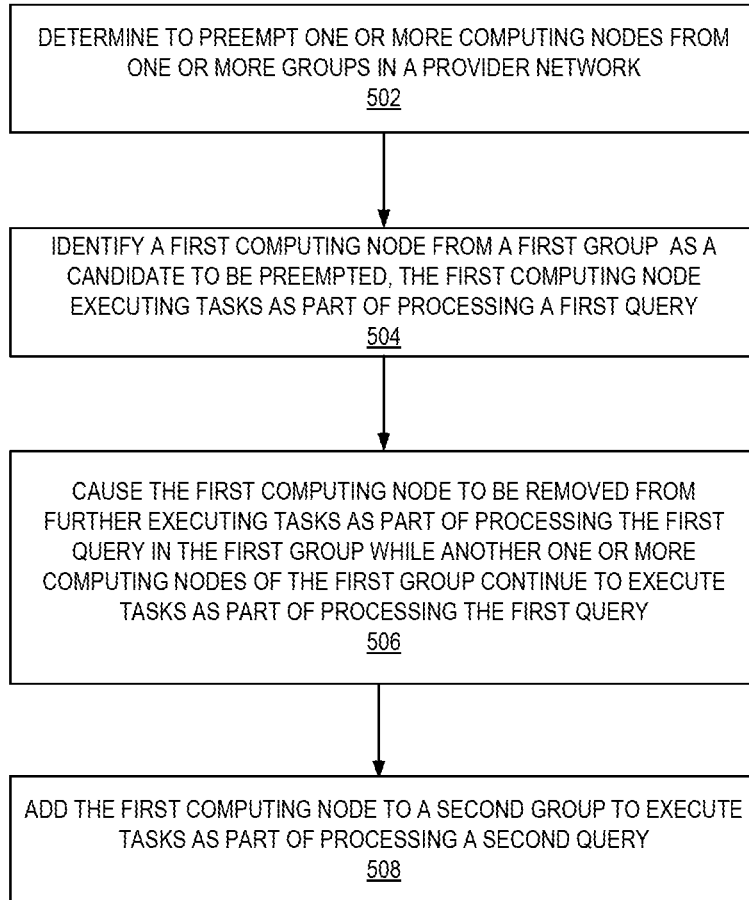 DETERMINE TO PREEMPT ONE OR MORE COMPUTING NODES FROM
ONE OR MORE GROUPS IN A PROVIDER NETWORK
502
IDENTIFY A FIRST COMPUTING NODE FROM A FIRST GROUP AS A
CANDIDATE TO BE PREEMPTED, THE FIRST COMPUTING NODE
EXECUTING TASKS AS PART OF PROCESSING A FIRST QUERY
504
CAUSE THE FIRST COMPUTING NODE TO BE REMOVED FROM
FURTHER EXECUTING TASKS AS PART OF PROCESSING THE FIRST
QUERY IN THE FIRST GROUP WHILE ANOTHER ONE OR MORE
COMPUTING NODES OF THE FIRST GROUP CONTINUE TO EXECUTE
TASKS AS PART OF PROCESSING THE FIRST QUERY
506
ADD THE FIRST COMPUTING NODE TO A SECOND GROUP TO EXECUTE
TASKS AS PART OF PROCESSING A SECOND QUERY
508